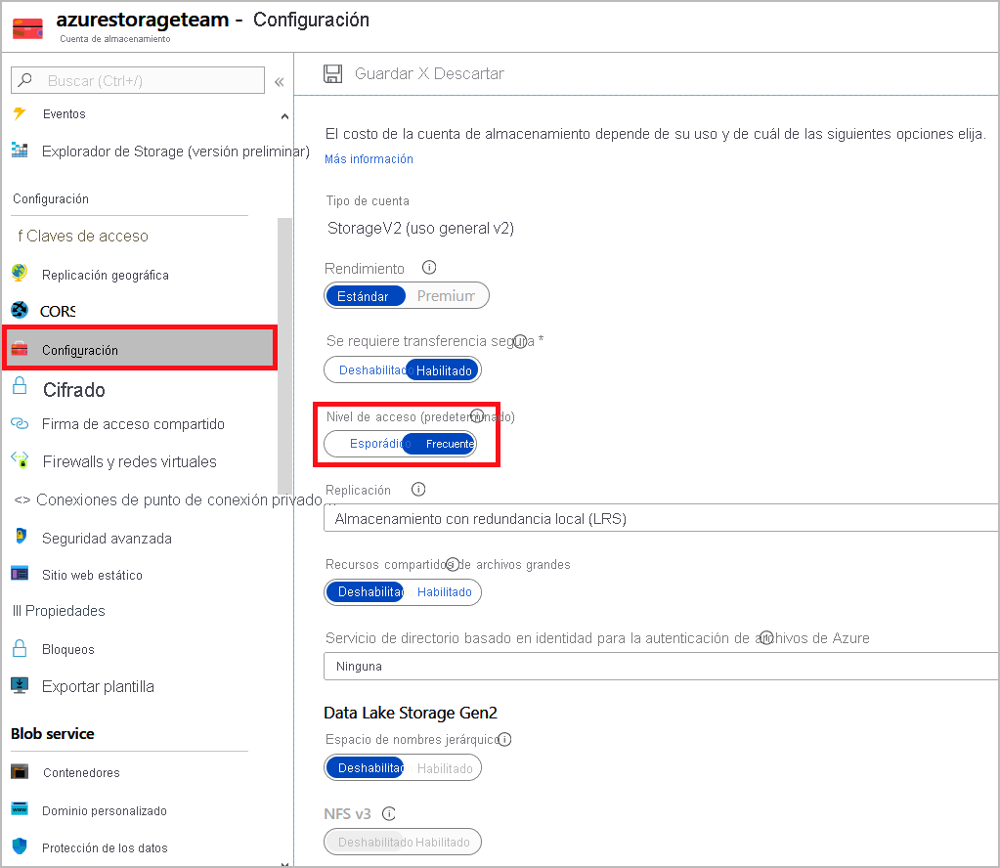 azurestorageteam - Configuración
Cuenta de almacenamiento
Buscar (Ctrl+/)
«
Eventos
Explorador de Storage (versión preliminar)
Configuración
f Claves de acceso
Replicación geográfica
CORS
Configuración
Cifrado
Firma de acceso compartido
Firewalls y redes virtuales
<> Conexiones de punto de conexión privado...
Seguridad avanzada
Sitio web estático
III Propiedades
Bloqueos
Exportar plantilla
Blob service
Contenedores
Dominio personalizado
Protección de los datos
Guardar X Descartar
El costo de la cuenta de almacenamiento depende de su uso y de cuál de las siguientes opciones elija.
Más información
Tipo de cuenta
StorageV2 (uso general v2)
Rendimiento
Estándar Premium
Se requiere transferencia segura *
Deshabilitado Habilitado
Nivel de acceso (predeterminado)
Esporádico Frecuente
Replicación
Almacenamiento con redundancia local (LRS)
Recursos compartidos de archivos grandes
Deshabilitad Habilitado
Servicio de directorio basado en identidad para la autenticación de archivos de Azure
Ninguna
Data Lake Storage Gen2
Espacio de nombres jerárquico
Deshabilitad Habilitado
NFS v3
Deshabilitado Habilitado